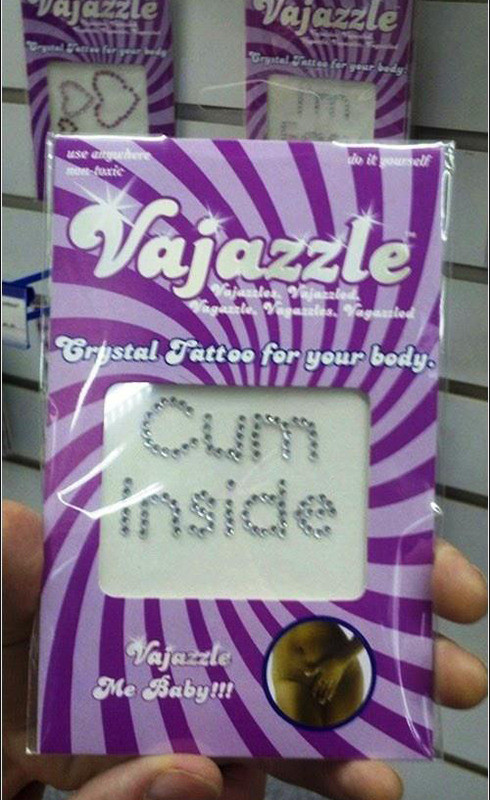 Vajazzle
Crystal Tattoo for your body
Vajazzle
Crystal Tattoo for your body.
I'm
use anywhere
non-toxic
do it yourself
Vajazzle
Vajazzles, Vajazzled,
Vagazzle, Vagazzles, Vagazzled
Crystal Tattoo for your body.
Cum
Inside
Vajazzle
Me Baby!!!